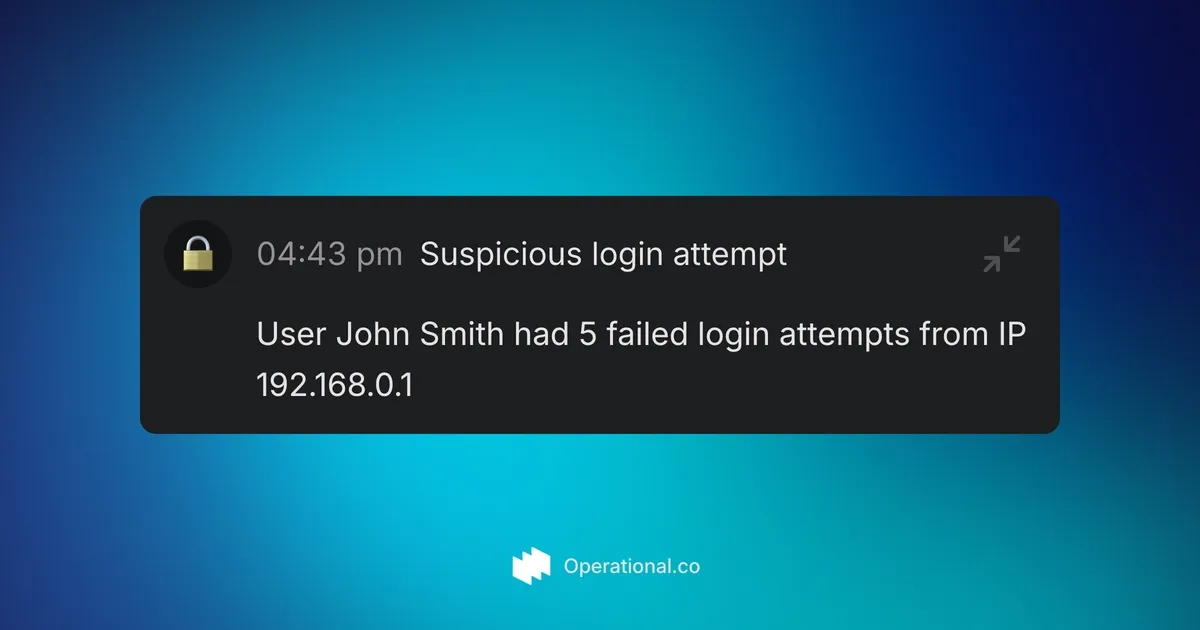 04:43 pm Suspicious login attempt
User John Smith had 5 failed login attempts from IP
192.168.0.1
Operational.co